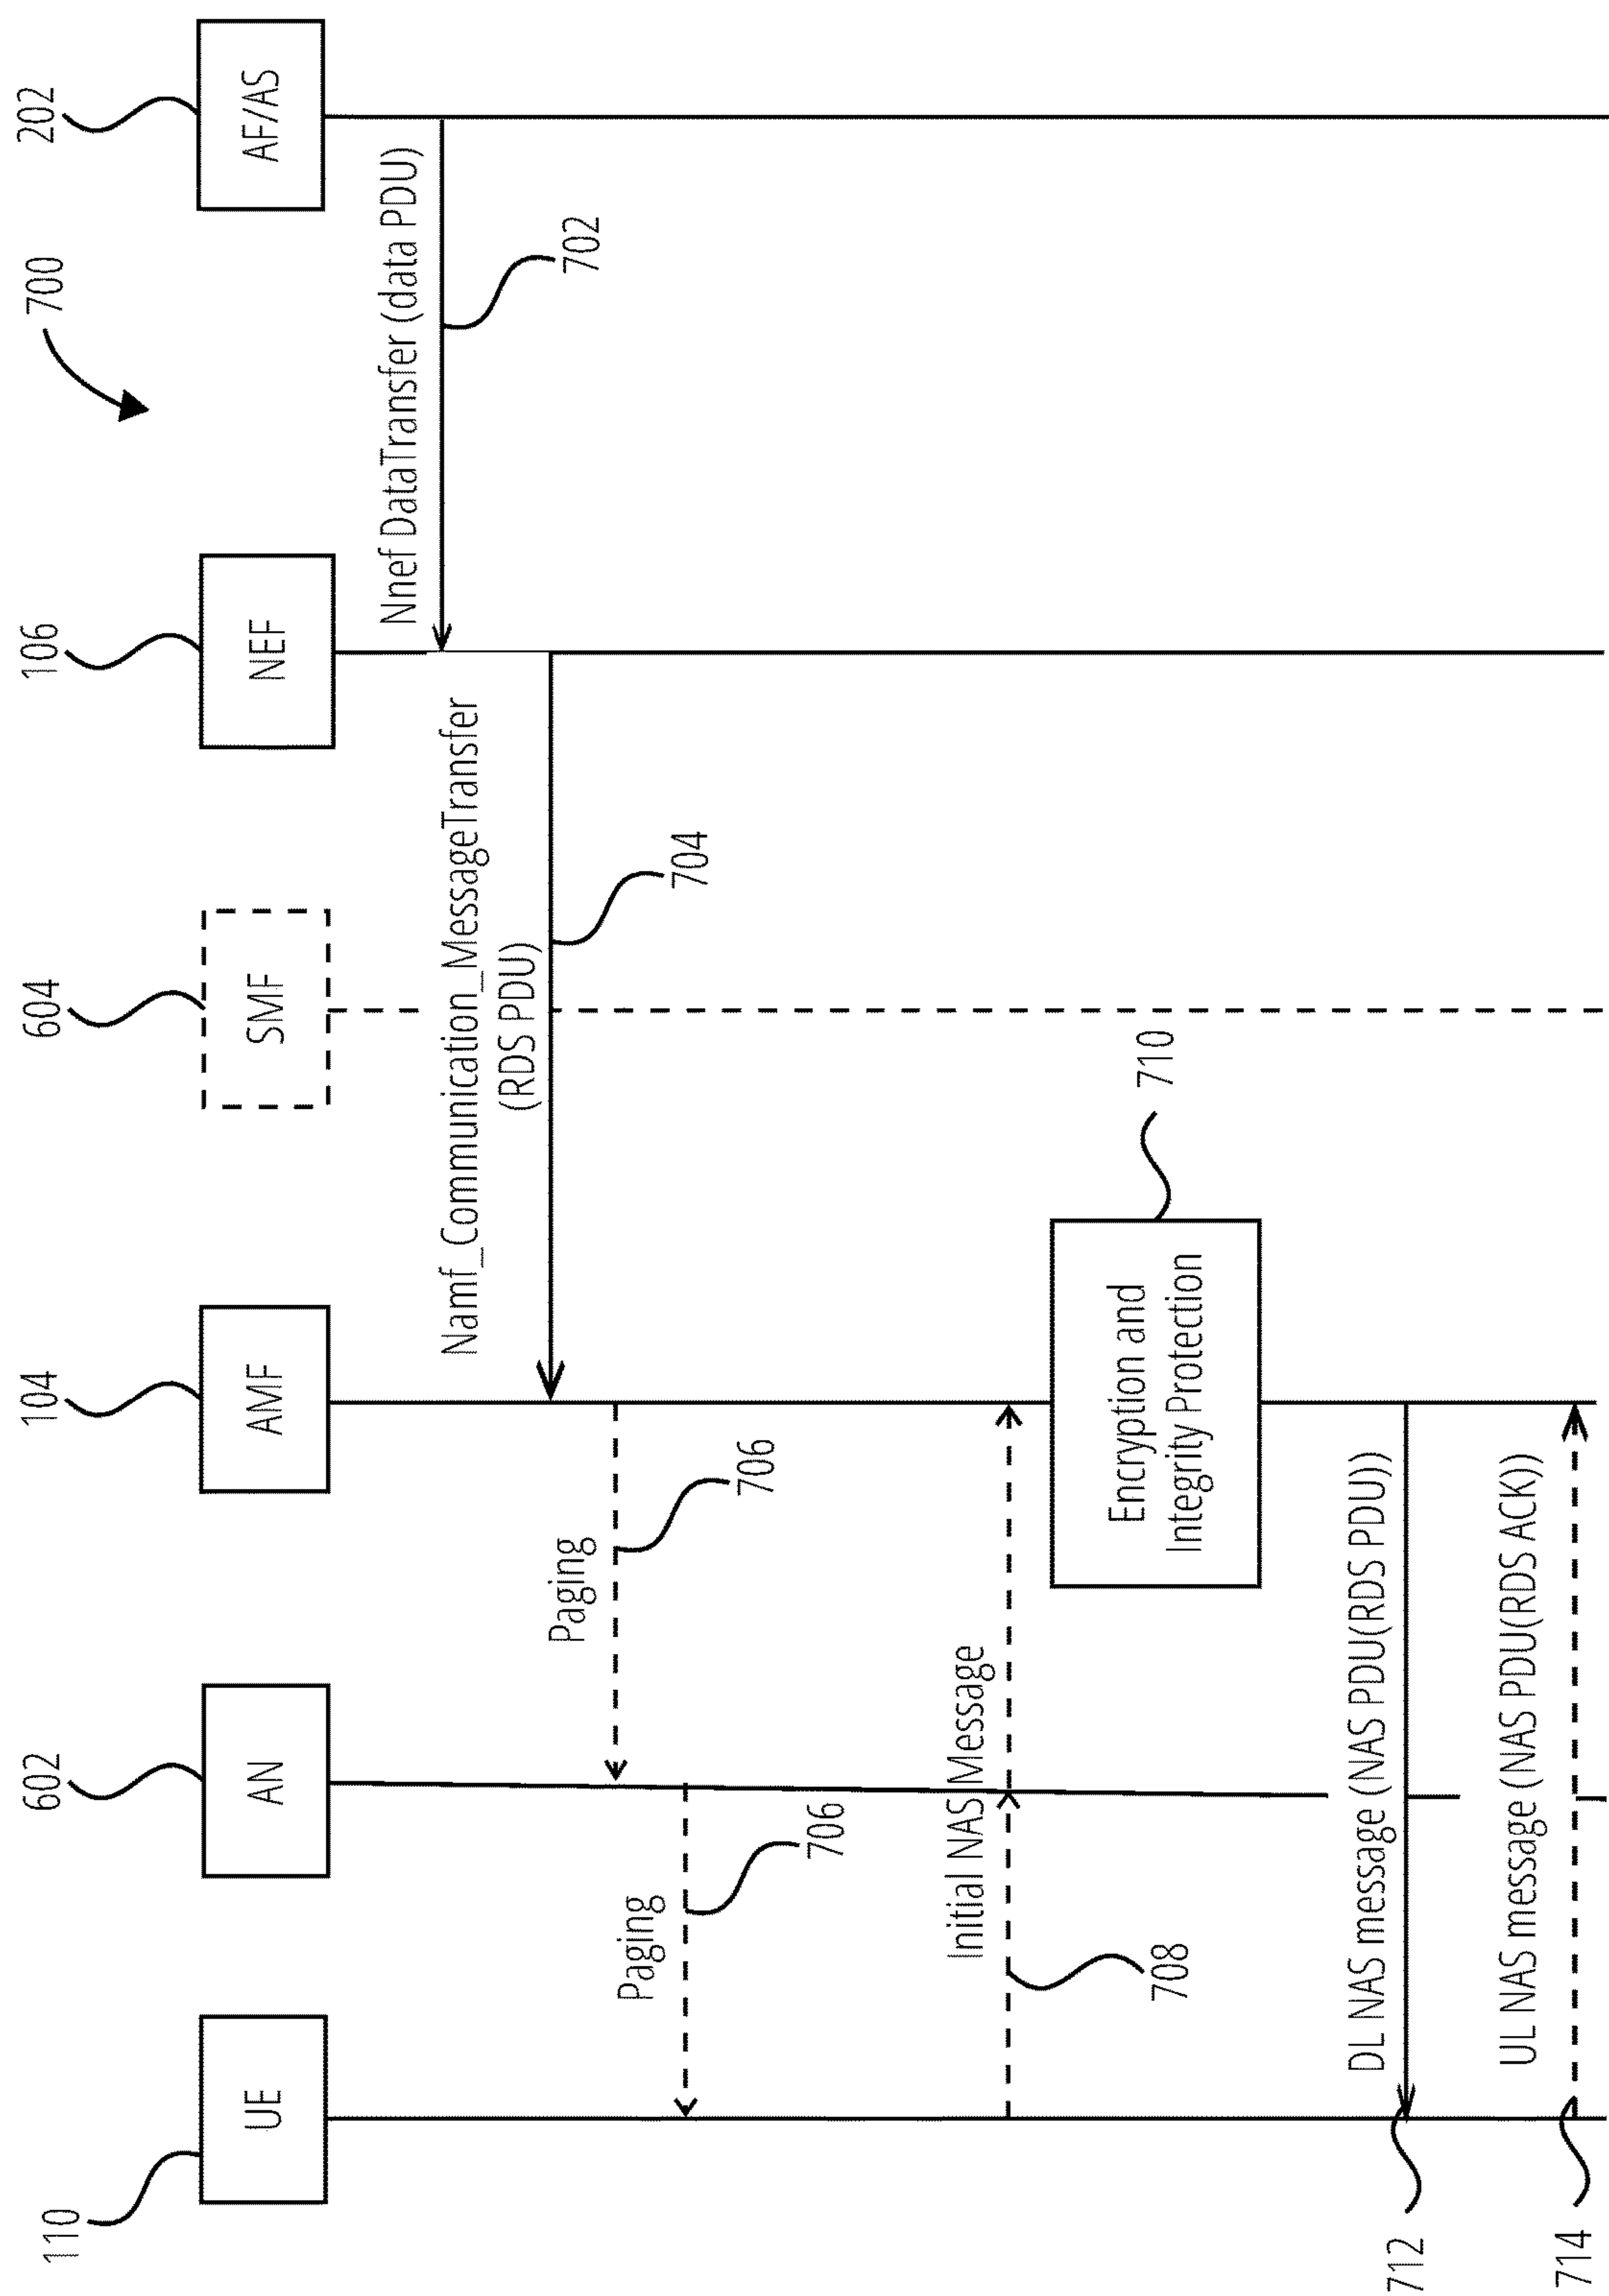 700
110
602
104
604
106
202
UE
AN
AMF
SMF
NEF
AF/AS
Nnef DataTransfer (data PDU)
702
Namf_Communication_MessageTransfer
(RDS PDU)
704
Paging
706
Paging
706
Initial NAS Message
708
710
Encryption and
Integrity Protection
DL NAS message ((NAS PDU(RDS PDU))
712
UL NAS message (NAS PDU(RDS ACK))
714